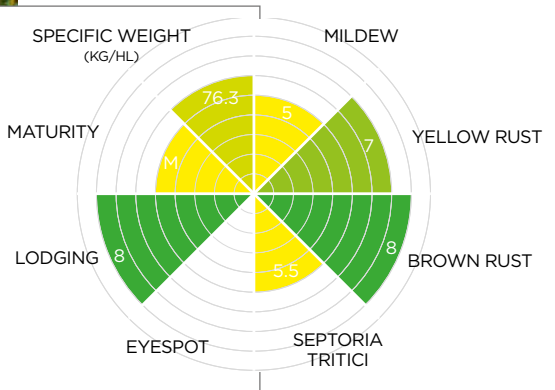 SPECIFIC WEIGHT
(KG/HL)
MILDEW
76.3
5
MATURITY
M
7
YELLOW RUST
LODGING
8
8
BROWN RUST
5.5
EYESPOT
SEPTORIA
TRITICI